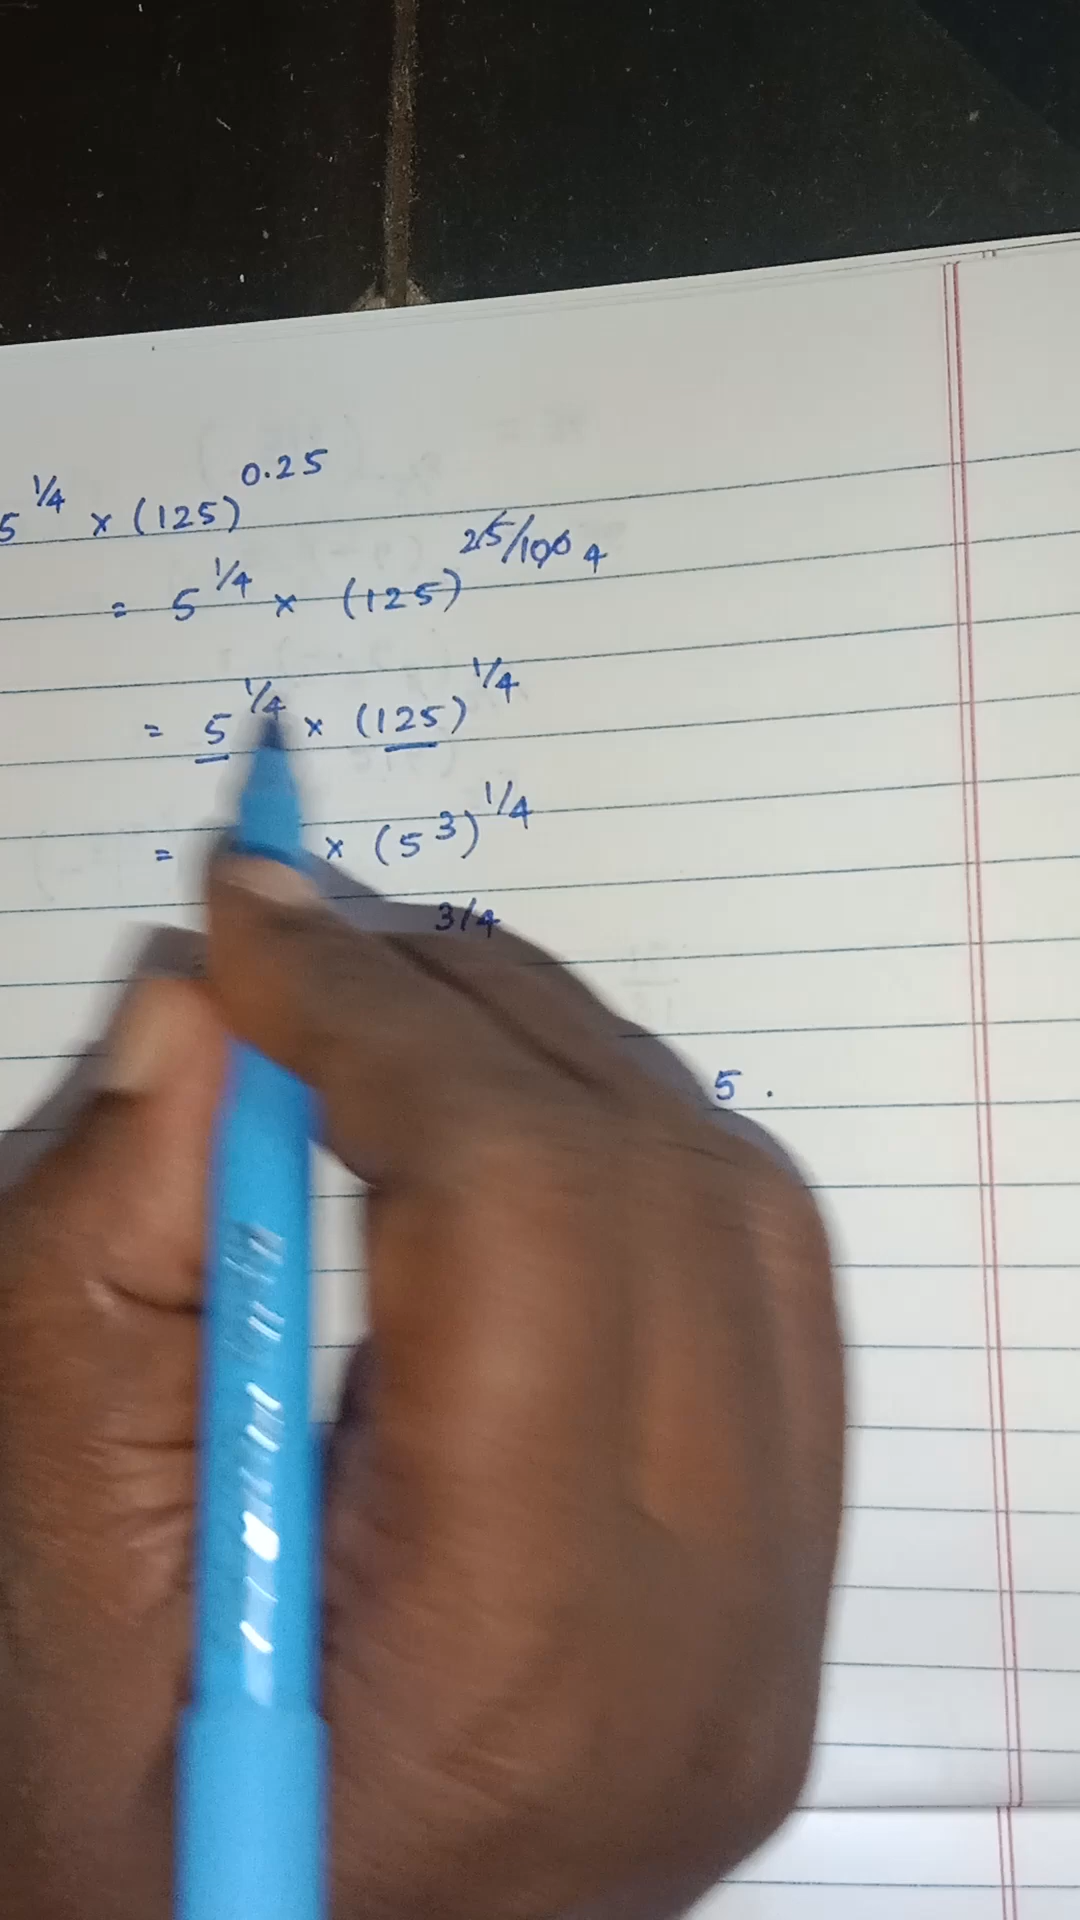 5^1/4 × (125)^0.25
= 5^1/4 × (125)^25/100 4
= 5^1/4 × (125)^1/4
= × (5^3)^1/4
3/4
5 .